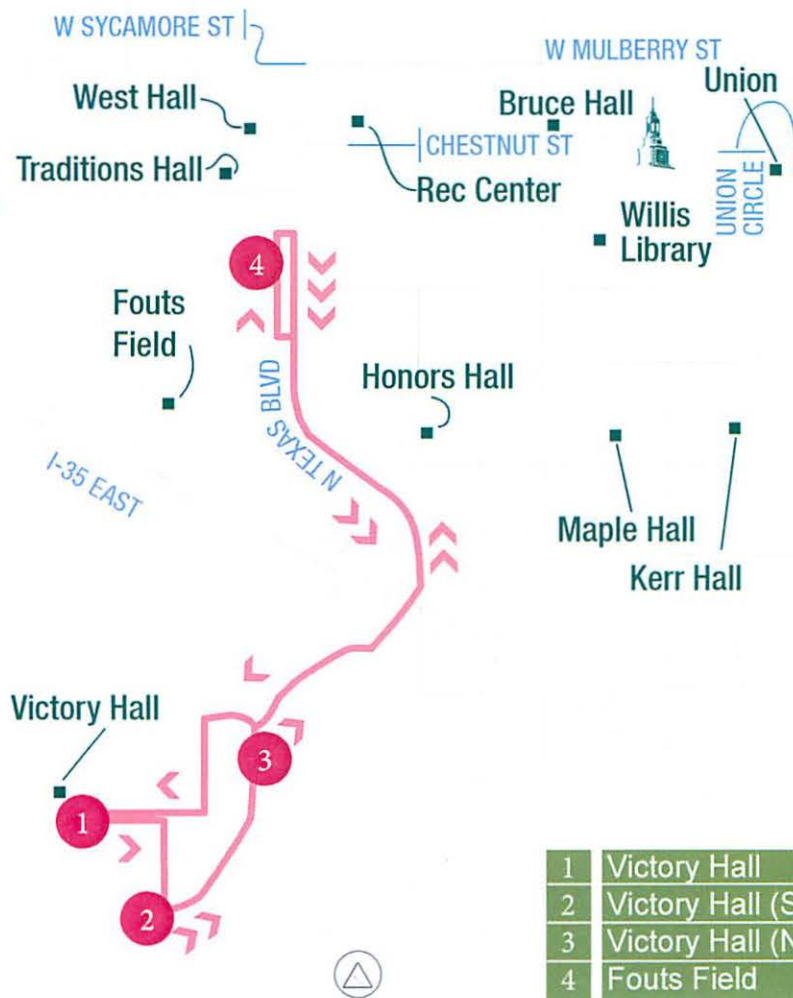 W SYCAMORE ST
W MULBERRY ST
West Hall
Bruce Hall
Union
CHESTNUT ST
Traditions Hall
Rec Center
UNION
CIRCLE
Willis
Library
4
Fouts
Field
N TEXAS BLVD
Honors Hall
I-35 EAST
Maple Hall
Kerr Hall
Victory Hall
3
1
2
1 Victory Hall
2 Victory Hall (S
3 Victory Hall (N
4 Fouts Field